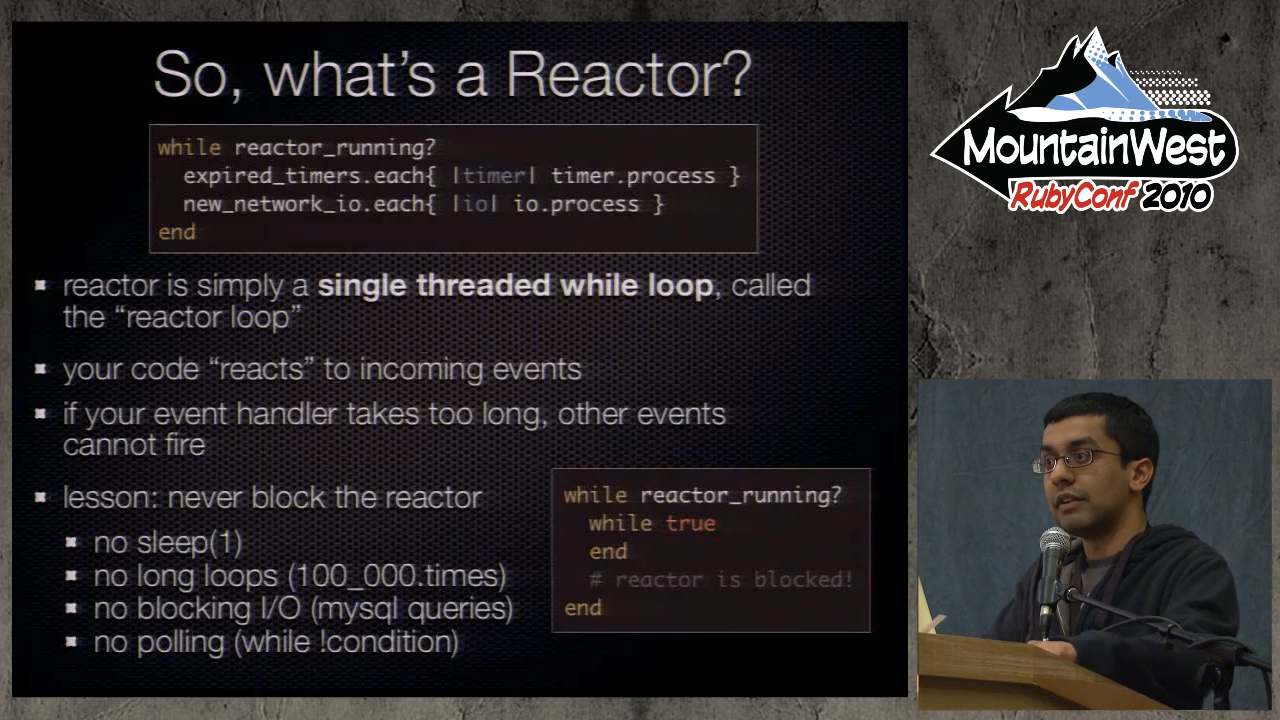 So, what's a Reactor?
while reactor_running?
expired_timers.each{ |timer| timer.process }
new_network_io.each{ |io| io.process }
end
reactor is simply a single threaded while loop, called
the “reactor loop”
your code “reacts” to incoming events
if your event handler takes too long, other events
cannot fire
lesson: never block the reactor
no sleep(1)
no long loops (100_000.times)
no blocking I/O (mysql queries)
no polling (while !condition)
while reactor_running?
while true
end
# reactor is blocked!
end
MountainWest
RubyConf 2010